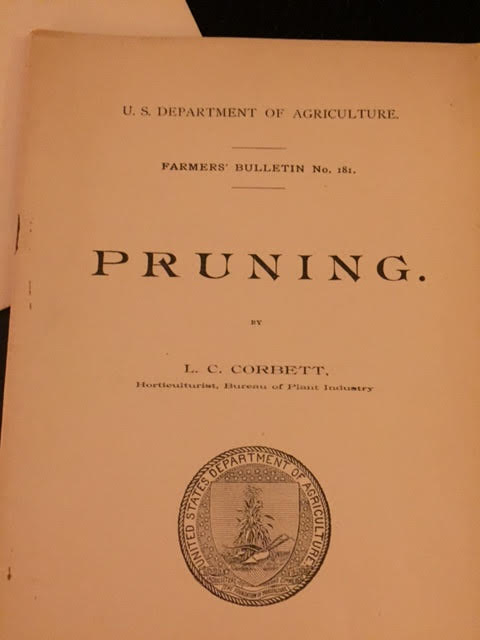 U. S. DEPARTMENT OF AGRICULTURE.
FARMERS' BULLETIN No. 181.
PRUNING.
BY
L. C. CORBETT,
Horticulturist, Bureau of Plant Industry
UNITED STATES DEPARTMENT OF AGRICULTURE